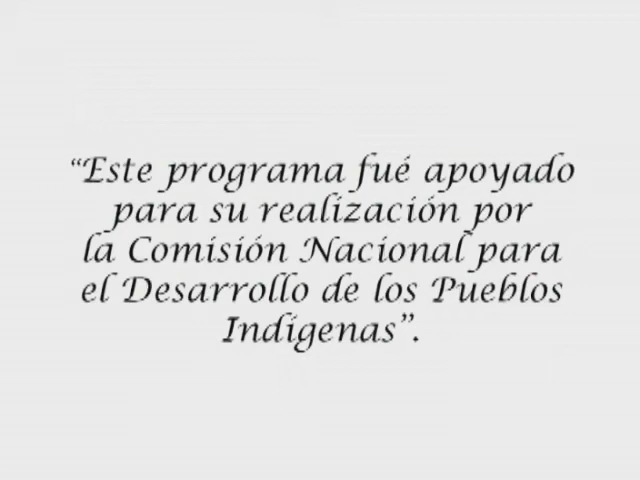 “Este programa fué apoyado
para su realización por
la Comisión Nacional para
el Desarrollo de los Pueblos
Indígenas”.